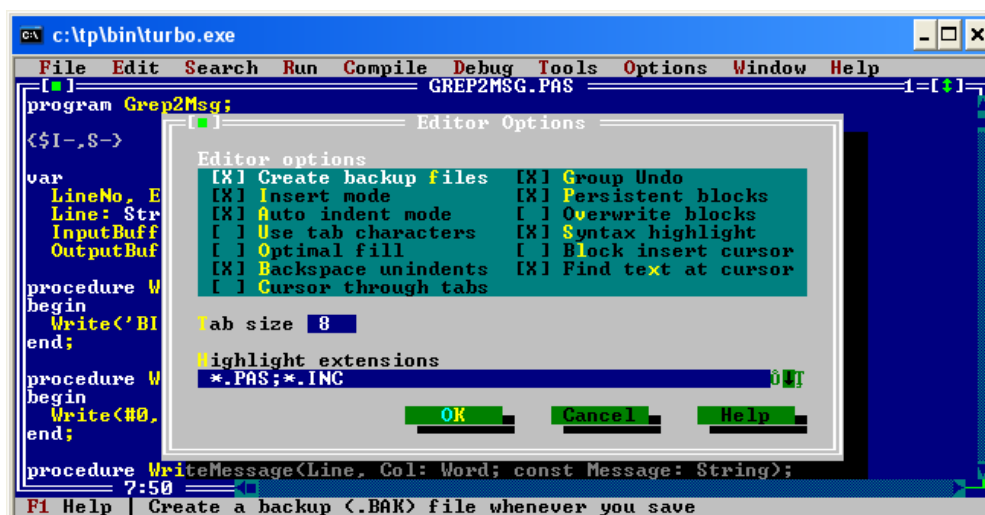 c:\tp\bin\turbo.exe
File Edit Search Run Compile Debug Tools Options Window Help
GREP2MSG.PAS 1=[↕]
program Grep2Msg;
Editor Options
{$I-,S-}
Editor options
[X] Create backup files [X] Group Undo
var [X] Insert mode [X] Persistent blocks
LineNo, E [X] Auto indent mode [ ] Overwrite blocks
Line: Str [ ] Use tab characters [X] Syntax highlight
InputBuff [ ] Optimal fill [ ] Block insert cursor
OutputBuf [X] Backspace unindents [X] Find text at cursor
[ ] Cursor through tabs
procedure W
begin
Write('BI Tab size 8
end;
Highlight extensions
procedure W *.PAS;*.INC
begin
Write(#0, OK Cancel Help
end;
procedure WriteMessage(Line, Col: Word; const Message: String);
7:50
F1 Help | Create a backup (.BAK) file whenever you save